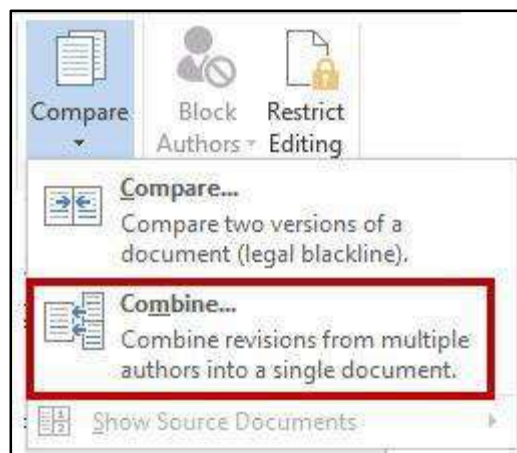 Compare
Block
Authors
Restrict
Editing
Compare...
Compare two versions of a
document (legal blackline).
Combine...
Combine revisions from multiple
authors into a single document.
Show Source Documents